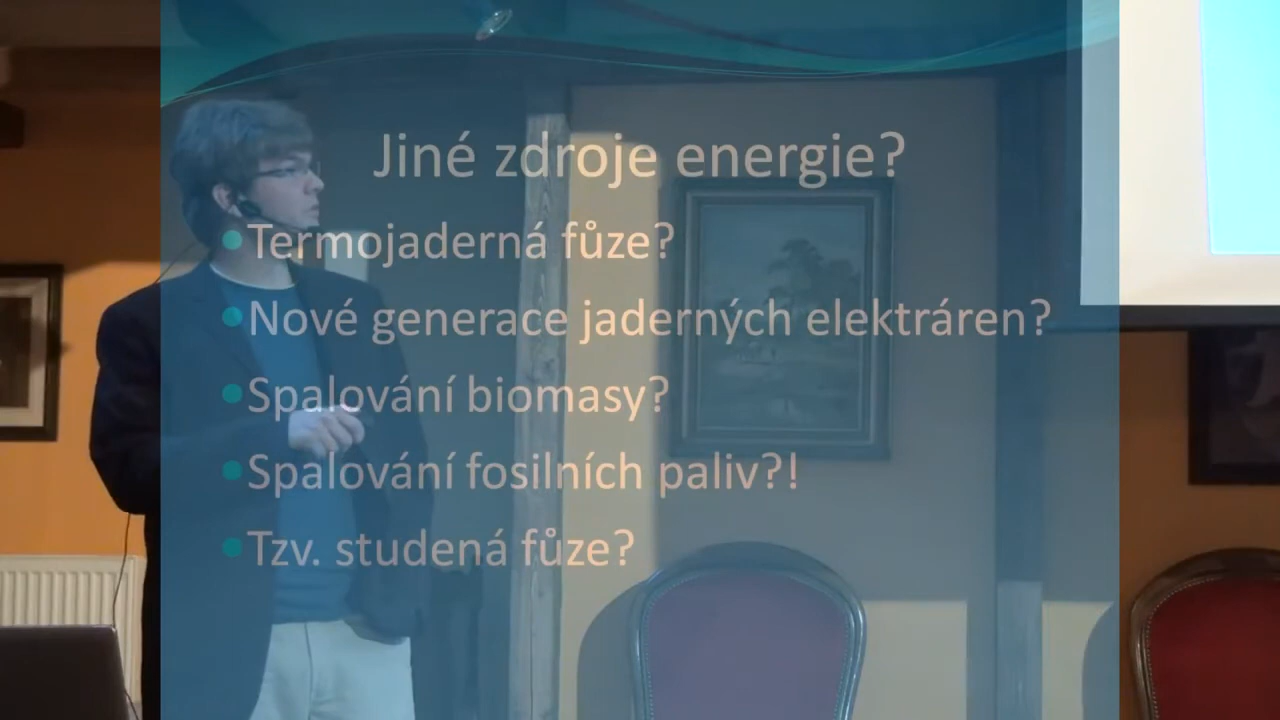 Jiné zdroje energie?
•Termojaderná fůze?
•Nové generace jaderných elektráren?
•Spalování biomasy?
•Spalování fosilních paliv?!
•Tzv. studená fůze?